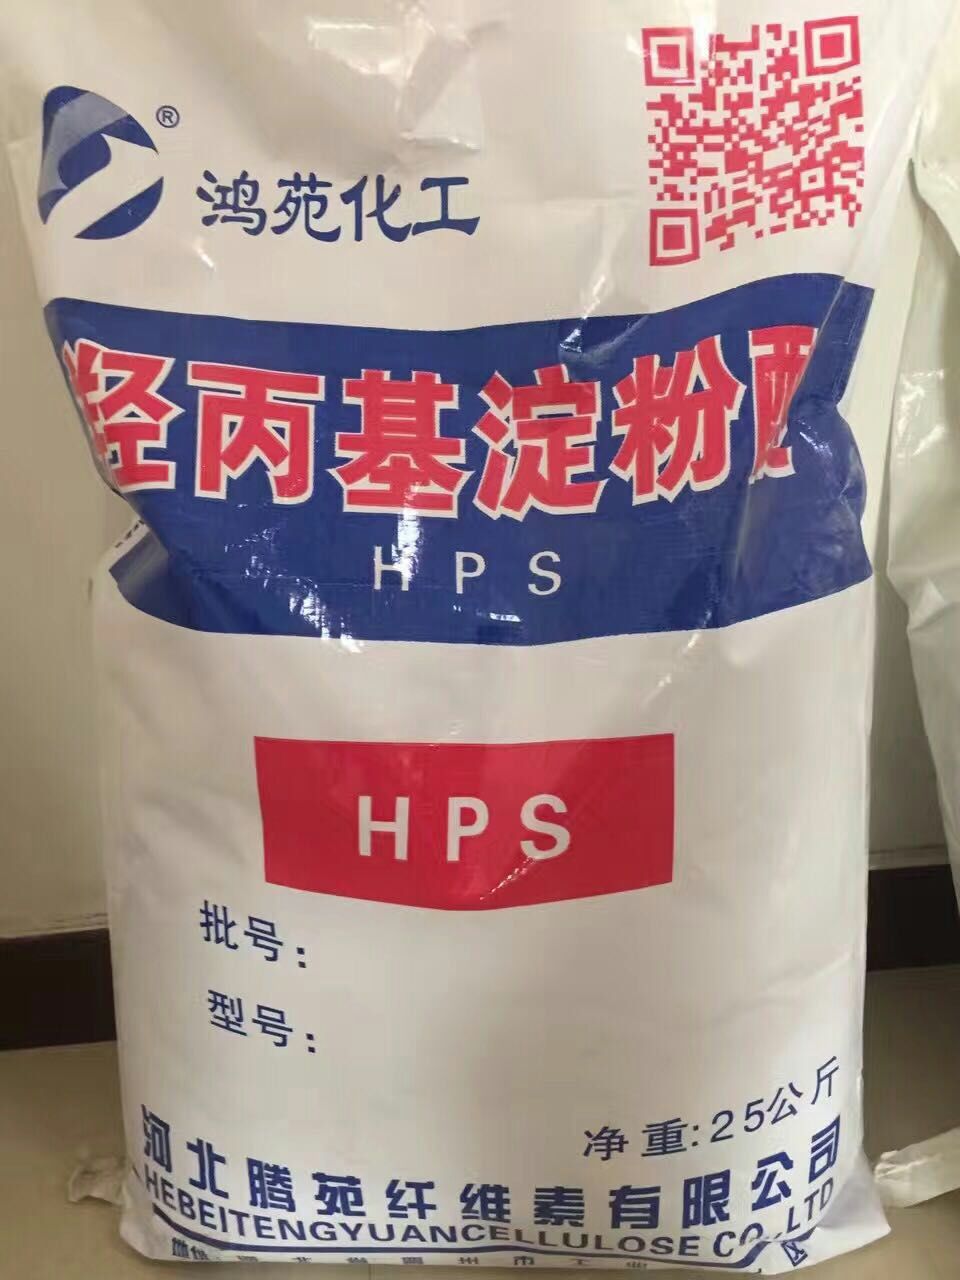 ®
鸿苑化工
羟丙基淀粉醚
HPS
HPS
批号:
型号:
净重:25公斤
河北腾苑纤维素有限公司
HEBEITENGYUANCELLULOSE CO.,LTD